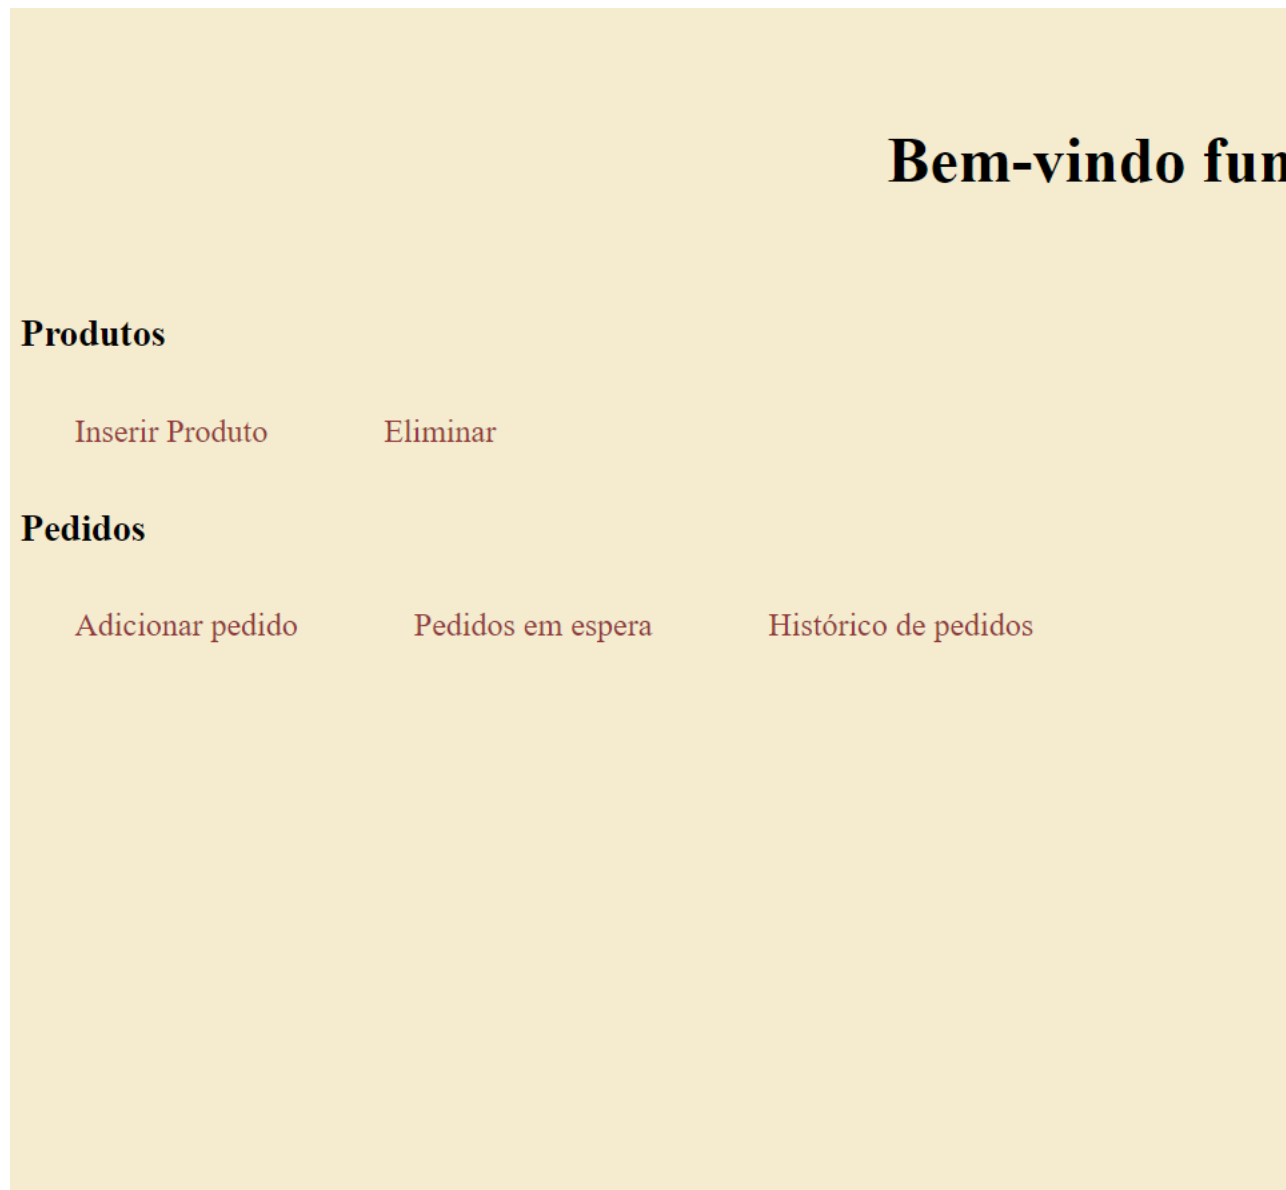 Bem-vindo fun
Produtos
Inserir Produto Eliminar
Pedidos
Adicionar pedido Pedidos em espera Histórico de pedidos